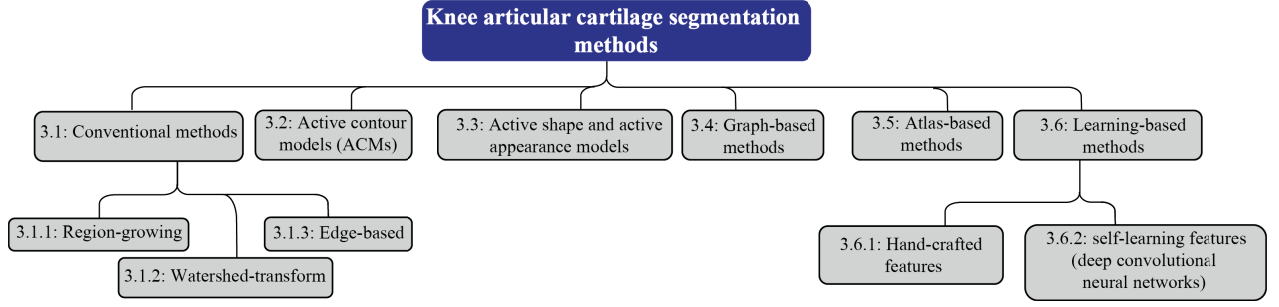 Knee articular cartilage segmentation
methods
3.1: Conventional methods
3.2: Active contour
models (ACMs)
3.3: Active shape and active
appearance models
3.4: Graph-based
methods
3.5: Atlas-based
methods
3.6: Learning-based
methods
3.1.1: Region-growing
3.1.2: Watershed-transform
3.1.3: Edge-based
3.6.1: Hand-crafted
features
3.6.2: self-learning features
(deep convolutional
neural networks)